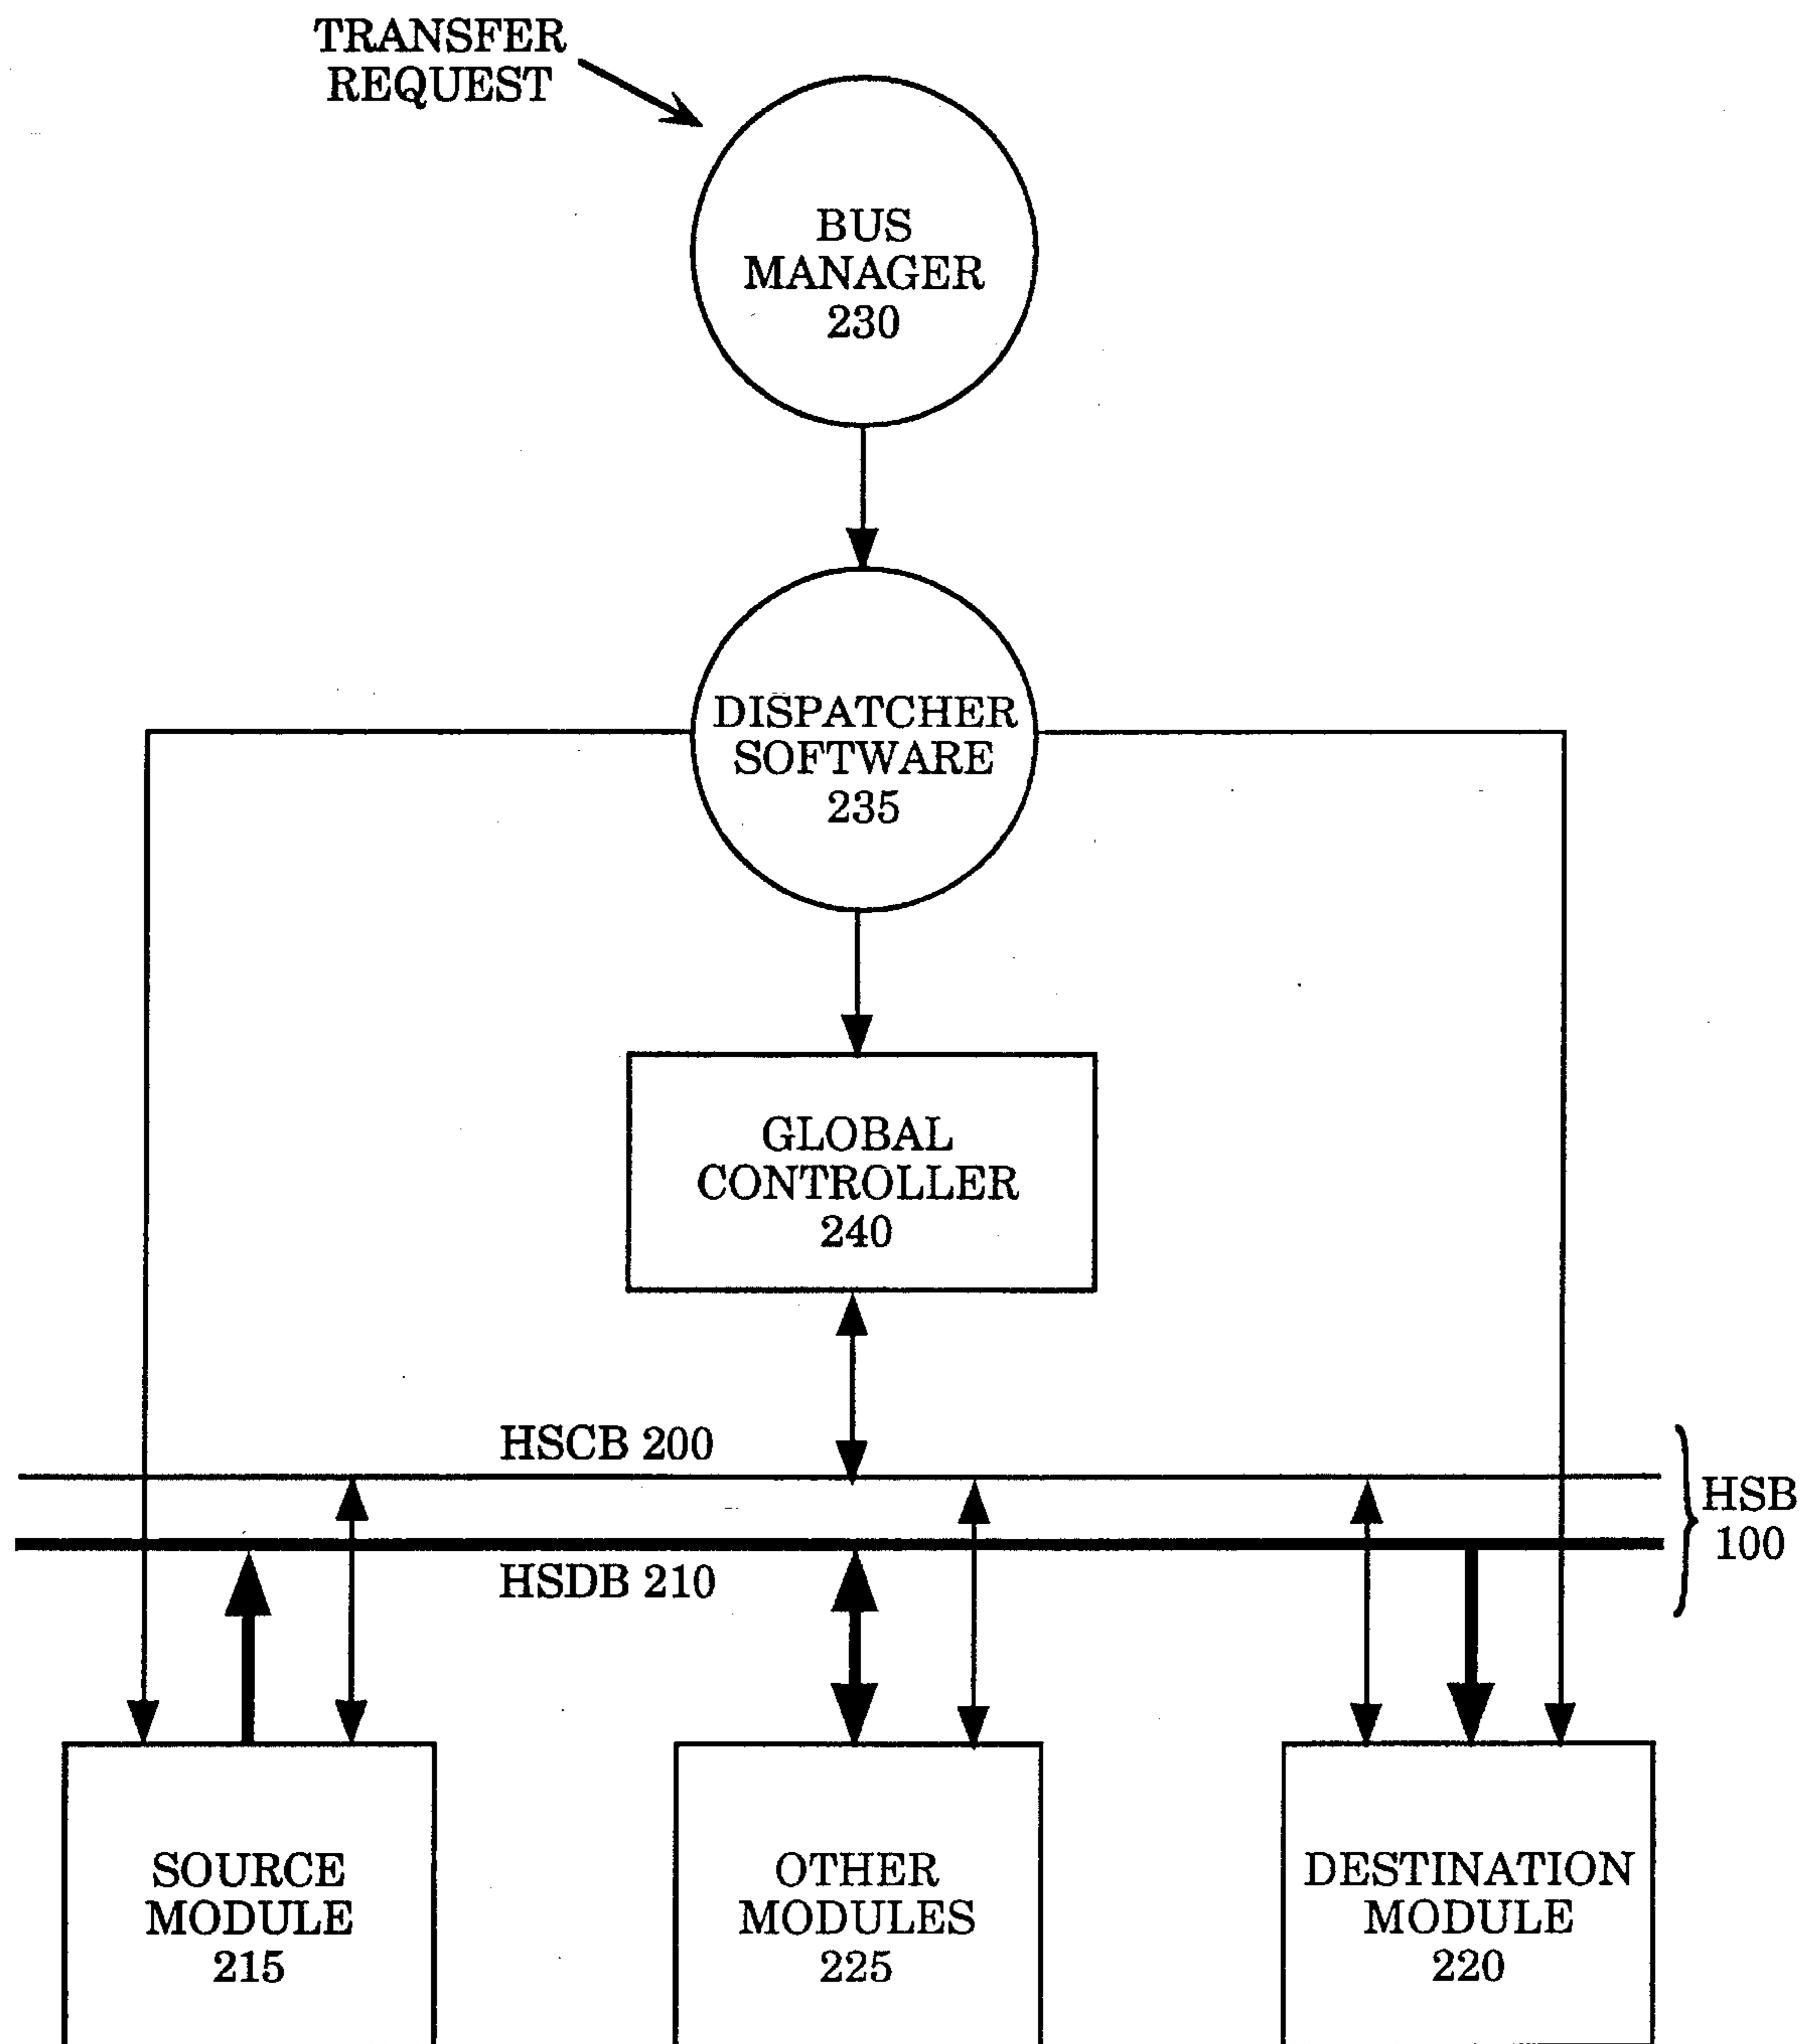 TRANSFER
REQUEST
BUS
MANAGER
230
DISPATCHER
SOFTWARE
235
GLOBAL
CONTROLLER
240
HSCB 200
HSB
100
HSDB 210
SOURCE
MODULE
215
OTHER
MODULES
225
DESTINATION
MODULE
220